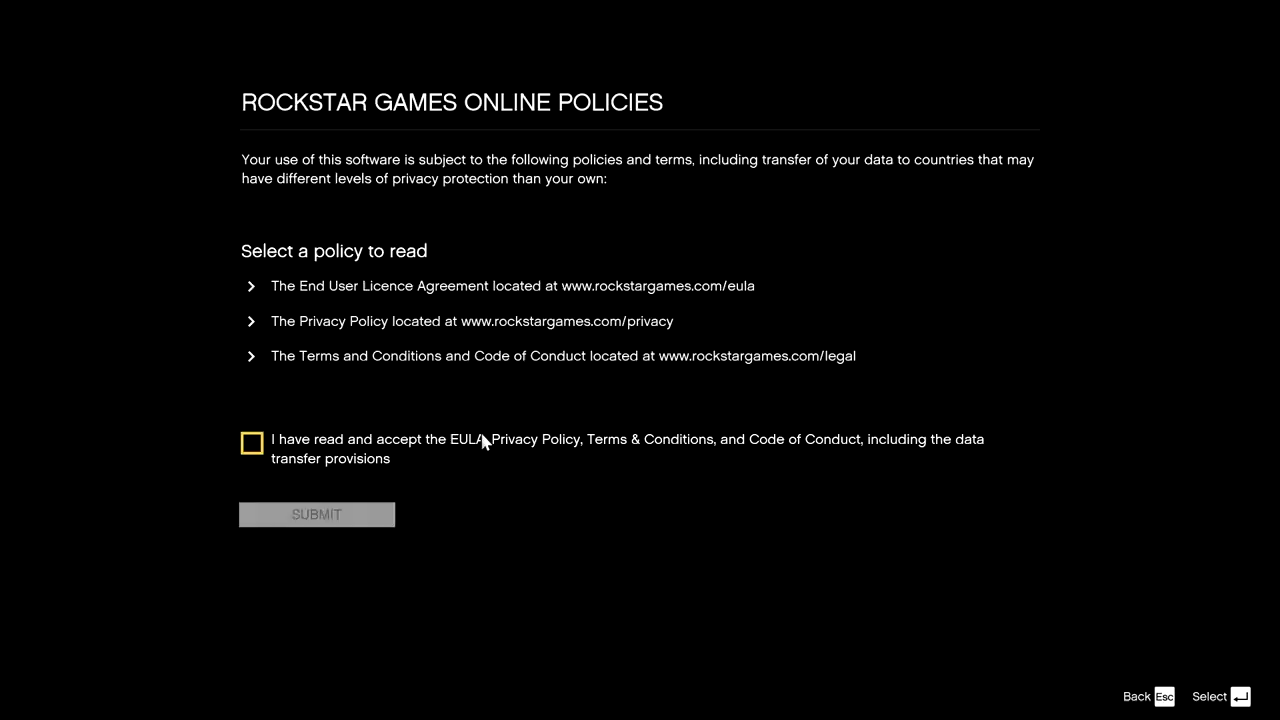 ROCKSTAR GAMES ONLINE POLICIES
Your use of this software is subject to the following policies and terms, including transfer of your data to countries that may
have different levels of privacy protection than your own:
Select a policy to read
The End User Licence Agreement located at www.rockstargames.com/eula
The Privacy Policy located at www.rockstargames.com/privacy
The Terms and Conditions and Code of Conduct located at www.rockstargames.com/legal
I have read and accept the EULA, Privacy Policy, Terms & Conditions, and Code of Conduct, including the data
transfer provisions
SUBMIT
Back Esc Select